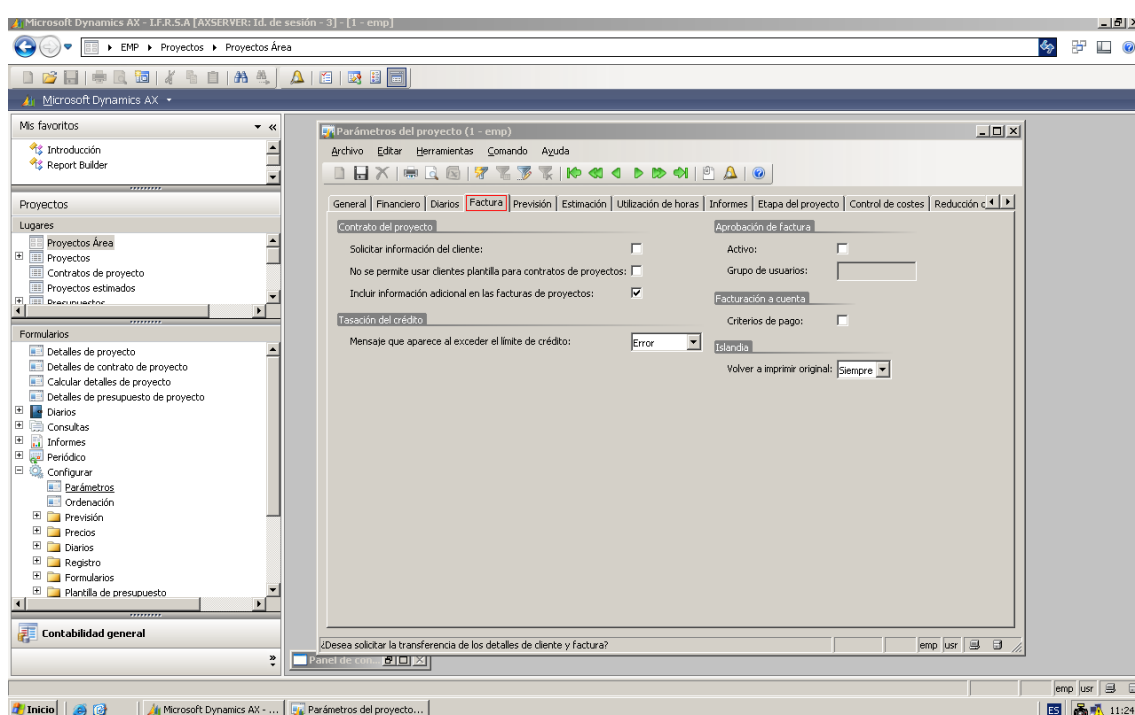 Microsoft Dynamics AX - I.F.R.S.A [AXSERVER: Id. de sesión - 3] - [1 - emp]
EMP Proyectos Proyectos Área
Microsoft Dynamics AX
Mis favoritos
Introducción
Report Builder
Proyectos
Lugares
Proyectos Área
Proyectos
Contratos de proyecto
Proyectos estimados
Presupuestos
Formularios
Detalles de proyecto
Detalles de contrato de proyecto
Calcular detalles de proyecto
Detalles de presupuesto de proyecto
Diarios
Consultas
Informes
Periódico
Configurar
Parámetros
Ordenación
Previsión
Precios
Diarios
Registro
Formularios
Plantilla de presupuesto
Contabilidad general
Parámetros del proyecto (1 - emp)
Archivo Editar Herramientas Comando Ayuda
General Financiero Diarios Factura Previsión Estimación Utilización de horas Informes Etapa del proyecto Control de costes Reducción c
Contrato del proyecto
Solicitar información del cliente:
No se permite usar clientes plantilla para contratos de proyectos:
Incluir información adicional en las facturas de proyectos:
Tasación del crédito
Mensaje que aparece al exceder el límite de crédito: Error
Aprobación de factura
Activo:
Grupo de usuarios:
Facturación a cuenta
Criterios de pago:
Islandia
Volver a imprimir original: Siempre
¿Desea solicitar la transferencia de los detalles de cliente y factura? emp usr
Panel de con...
emp usr
Inicio Microsoft Dynamics AX - ... Parámetros del proyecto... ES 11:24